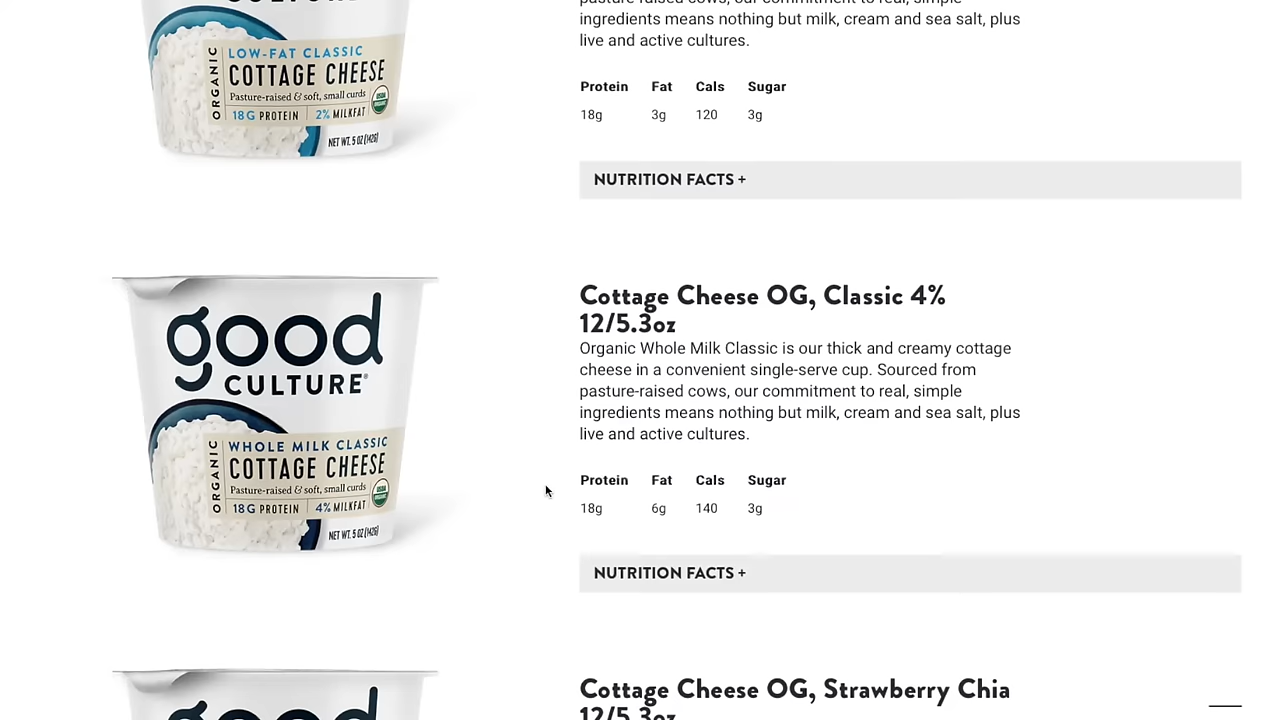 CULTURE
LOW-FAT CLASSIC
ORGANIC
COTTAGE CHEESE
Pasture-raised & soft, small curds
18G PROTEIN 2% MILKFAT
NET WT. 5 OZ (142G)
pasture-raised cows, our commitment to real, simple
ingredients means nothing but milk, cream and sea salt, plus
live and active cultures.
Protein Fat Cals Sugar
18g 3g 120 3g
NUTRITION FACTS +
good
CULTURE®
WHOLE MILK CLASSIC
ORGANIC
COTTAGE CHEESE
Pasture-raised & soft, small curds
18G PROTEIN 4% MILKFAT
NET WT. 5 OZ (142G)
Cottage Cheese OG, Classic 4%
12/5.3oz
Organic Whole Milk Classic is our thick and creamy cottage
cheese in a convenient single-serve cup. Sourced from
pasture-raised cows, our commitment to real, simple
ingredients means nothing but milk, cream and sea salt, plus
live and active cultures.
Protein Fat Cals Sugar
18g 6g 140 3g
NUTRITION FACTS +
good
Cottage Cheese OG, Strawberry Chia
12/5.3oz